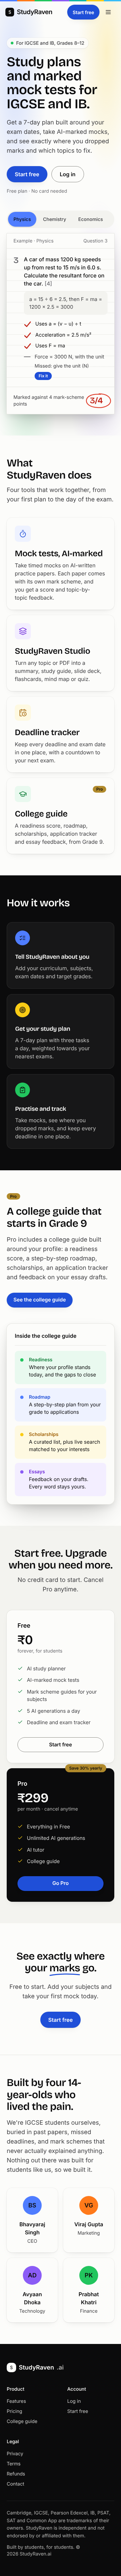 S StudyRaven
Start free
For IGCSE and IB, Grades 8–12
Study plans
and marked
mock tests for
IGCSE and IB.
Get a 7-day plan built around your
exam dates, take AI-marked mocks,
and see exactly where you dropped
marks and which topics to fix.
Start free
Log in
Free plan · No card needed
Physics
Chemistry
Economics
Example · Physics
Question 3
3
A car of mass 1200 kg speeds
up from rest to 15 m/s in 6.0 s.
Calculate the resultant force on
the car. [4]
a = 15 ÷ 6 = 2.5, then F = ma =
1200 × 2.5 = 3000
Uses a = (v − u) ÷ t
Acceleration = 2.5 m/s²
Uses F = ma
Force = 3000 N, with the unit
Missed: give the unit (N)
Fix it
Marked against 4 mark-scheme
points
3/4
What
StudyRaven does
Four tools that work together, from
your first plan to the day of the exam.
Mock tests, AI-marked
Take timed mocks on AI-written
practice papers. Each paper comes
with its own mark scheme, and
you get a score and topic-by-
topic feedback.
StudyRaven Studio
Turn any topic or PDF into a
summary, study guide, slide deck,
flashcards, mind map or quiz.
Deadline tracker
Keep every deadline and exam date
in one place, with a countdown to
your next exam.
Pro
College guide
A readiness score, roadmap,
scholarships, application tracker
and essay feedback, from Grade 9.
How it works
Tell StudyRaven about you
Add your curriculum, subjects,
exam dates and target grades.
Get your study plan
A 7-day plan with three tasks
a day, weighted towards your
nearest exams.
Practise and track
Take mocks, see where you
dropped marks, and keep every
deadline in one place.
Pro
A college guide that
starts in Grade 9
Pro includes a college guide built
around your profile: a readiness
score, a step-by-step roadmap,
scholarships, an application tracker
and feedback on your essay drafts.
See the college guide
Inside the college guide
Readiness
Where your profile stands
today, and the gaps to close
Roadmap
A step-by-step plan from your
grade to applications
Scholarships
A curated list, plus live search
matched to your interests
Essays
Feedback on your drafts.
Every word stays yours.
Start free. Upgrade
when you need more.
No credit card to start. Cancel
Pro anytime.
Free
₹0
forever, for students
AI study planner
AI-marked mock tests
Mark scheme guides for your
subjects
5 AI generations a day
Deadline and exam tracker
Start free
Save 30% yearly
Pro
₹299
per month · cancel anytime
Everything in Free
Unlimited AI generations
AI tutor
College guide
Go Pro
See exactly where
your marks go.
Free to start. Add your subjects and
take your first mock today.
Start free
Built by four 14-
year-olds who
lived the pain.
We're IGCSE students ourselves,
buried in past papers, missed
deadlines, and mark schemes that
never actually explained anything.
Nothing out there was built for
students like us, so we built it.
BS
Bhavyaraj
Singh
CEO
VG
Viraj Gupta
Marketing
AD
Avyaan
Dhoka
Technology
PK
Prabhat
Khatri
Finance
S StudyRaven .ai
Product
Features
Pricing
College guide
Account
Log in
Start free
Legal
Privacy
Terms
Refunds
Contact
Cambridge, IGCSE, Pearson Edexcel, IB, PSAT,
SAT and Common App are trademarks of their
owners. StudyRaven is independent and not
endorsed by or affiliated with them.
Built by students, for students. ©
2026 StudyRaven.ai